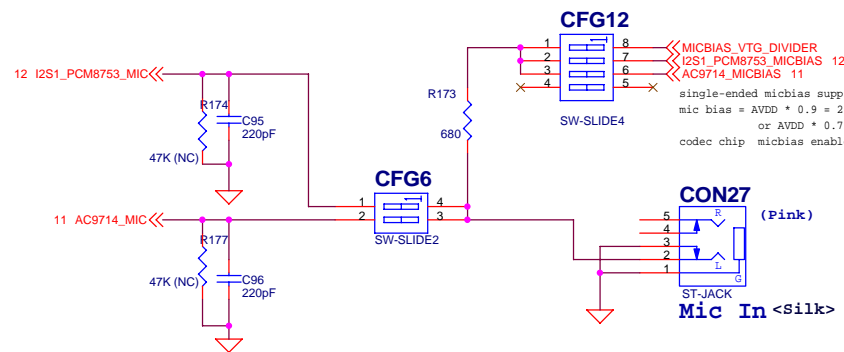 CFG12
1 8 MICBIAS_VTG_DIVIDER
2 7 I2S1_PCM8753_MICBIAS 12
3 6 AC9714_MICBIAS 11
4 5
SW-SLIDE4
single-ended micbias supp
mic bias = AVDD * 0.9 = 2
or AVDD * 0.7
codec chip micbias enabl
12 I2S1_PCM8753_MIC
R174
C95
220pF
47K (NC)
R173
680
CFG6
1 4
2 3
SW-SLIDE2
11 AC9714_MIC
R177
C96
220pF
47K (NC)
CON27
5 R
4
3
2 L
1 G
(Pink)
ST-JACK
Mic In <Silk>